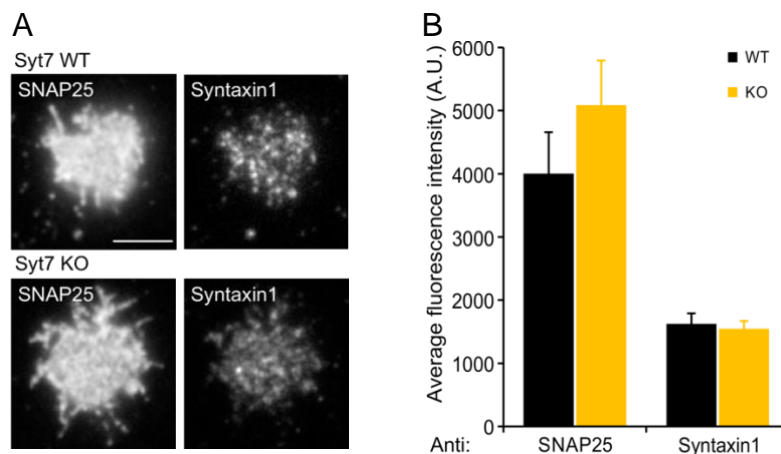 A
Syt7 WT
SNAP25
Syntaxin1
Syt7 KO
SNAP25
Syntaxin1
B
Average fluorescence intensity (A.U.)
6000
5000
4000
3000
2000
1000
0
WT
KO
Anti:
SNAP25
Syntaxin1